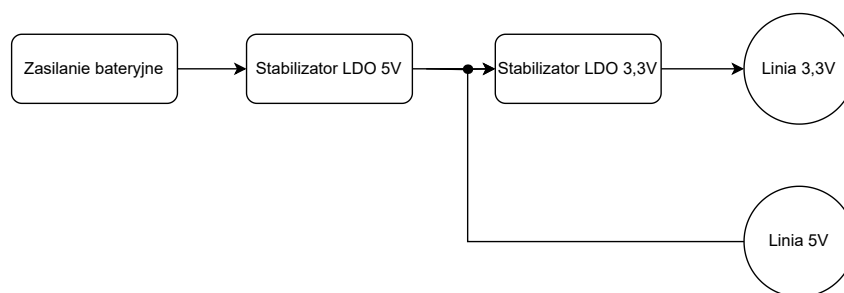 Zasilanie bateryjne
Stabilizator LDO 5V
Stabilizator LDO 3,3V
Linia 3,3V
Linia 5V